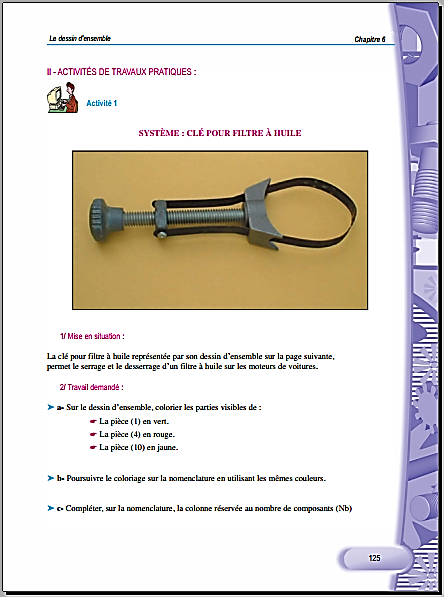 Le dessin d'ensemble
Chapitre 6
II - ACTIVITÉS DE TRAVAUX PRATIQUES :
Activité 1
SYSTÈME : CLÉ POUR FILTRE À HUILE
1/ Mise en situation :
La clé pour filtre à huile représentée par son dessin d'ensemble sur la page suivante,
permet le serrage et le desserrage d'un filtre à huile sur les moteurs de voitures.
2/ Travail demandé :
➤ a- Sur le dessin d'ensemble, colorier les parties visibles de :
☛ La pièce (1) en vert.
☛ La pièce (4) en rouge.
☛ La pièce (10) en jaune.
➤ b- Poursuivre le coloriage sur la nomenclature en utilisant les mêmes couleurs.
➤ c- Compléter, sur la nomenclature, la colonne réservée au nombre de composants (Nb)
125